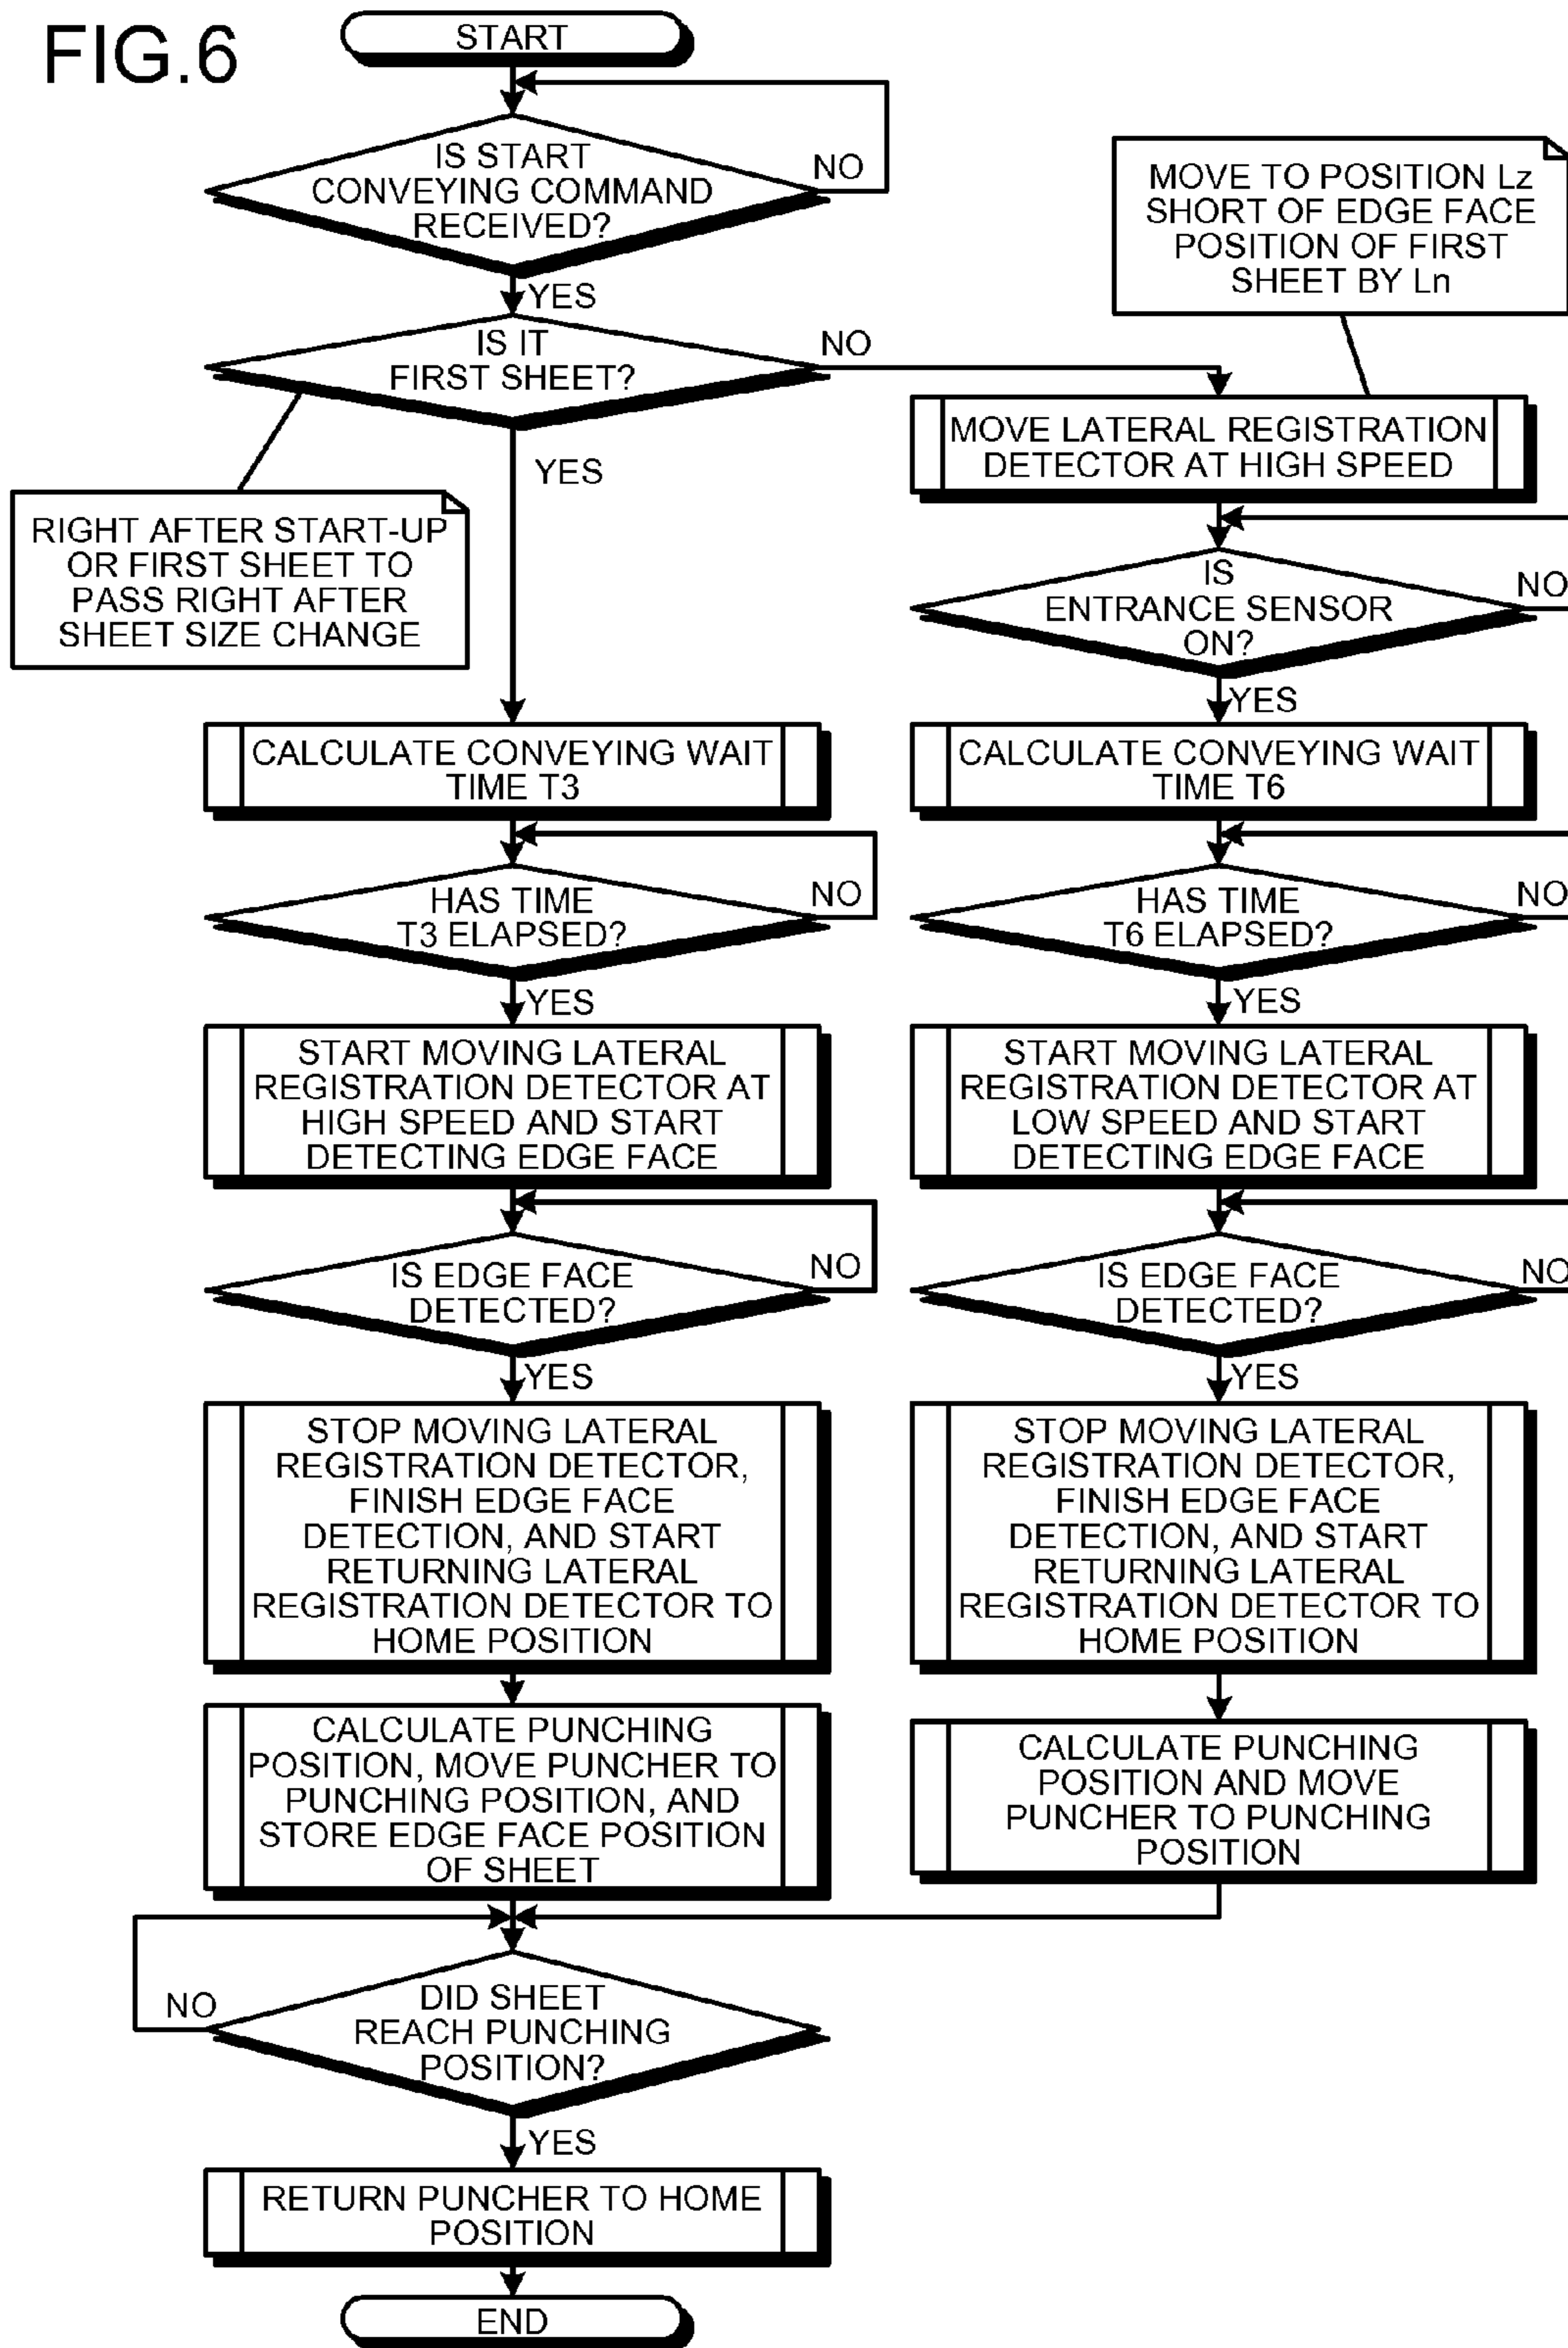 FIG.6
START
IS START
CONVEYING COMMAND
RECEIVED?
NO
YES
MOVE TO POSITION Lz
SHORT OF EDGE FACE
POSITION OF FIRST
SHEET BY Ln
IS IT
FIRST SHEET?
NO
YES
RIGHT AFTER START-UP
OR FIRST SHEET TO
PASS RIGHT AFTER
SHEET SIZE CHANGE
MOVE LATERAL REGISTRATION
DETECTOR AT HIGH SPEED
IS
ENTRANCE SENSOR
ON?
NO
YES
CALCULATE CONVEYING WAIT
TIME T3
CALCULATE CONVEYING WAIT
TIME T6
HAS TIME
T3 ELAPSED?
NO
YES
HAS TIME
T6 ELAPSED?
NO
YES
START MOVING LATERAL
REGISTRATION DETECTOR AT
HIGH SPEED AND START
DETECTING EDGE FACE
START MOVING LATERAL
REGISTRATION DETECTOR AT
LOW SPEED AND START
DETECTING EDGE FACE
IS EDGE FACE
DETECTED?
NO
YES
IS EDGE FACE
DETECTED?
NO
YES
STOP MOVING LATERAL
REGISTRATION DETECTOR,
FINISH EDGE FACE
DETECTION, AND START
RETURNING LATERAL
REGISTRATION DETECTOR TO
HOME POSITION
STOP MOVING LATERAL
REGISTRATION DETECTOR,
FINISH EDGE FACE
DETECTION, AND START
RETURNING LATERAL
REGISTRATION DETECTOR TO
HOME POSITION
CALCULATE PUNCHING
POSITION, MOVE PUNCHER TO
PUNCHING POSITION, AND
STORE EDGE FACE POSITION
OF SHEET
CALCULATE PUNCHING
POSITION AND MOVE
PUNCHER TO PUNCHING
POSITION
DID SHEET
REACH PUNCHING
POSITION?
NO
YES
RETURN PUNCHER TO HOME
POSITION
END